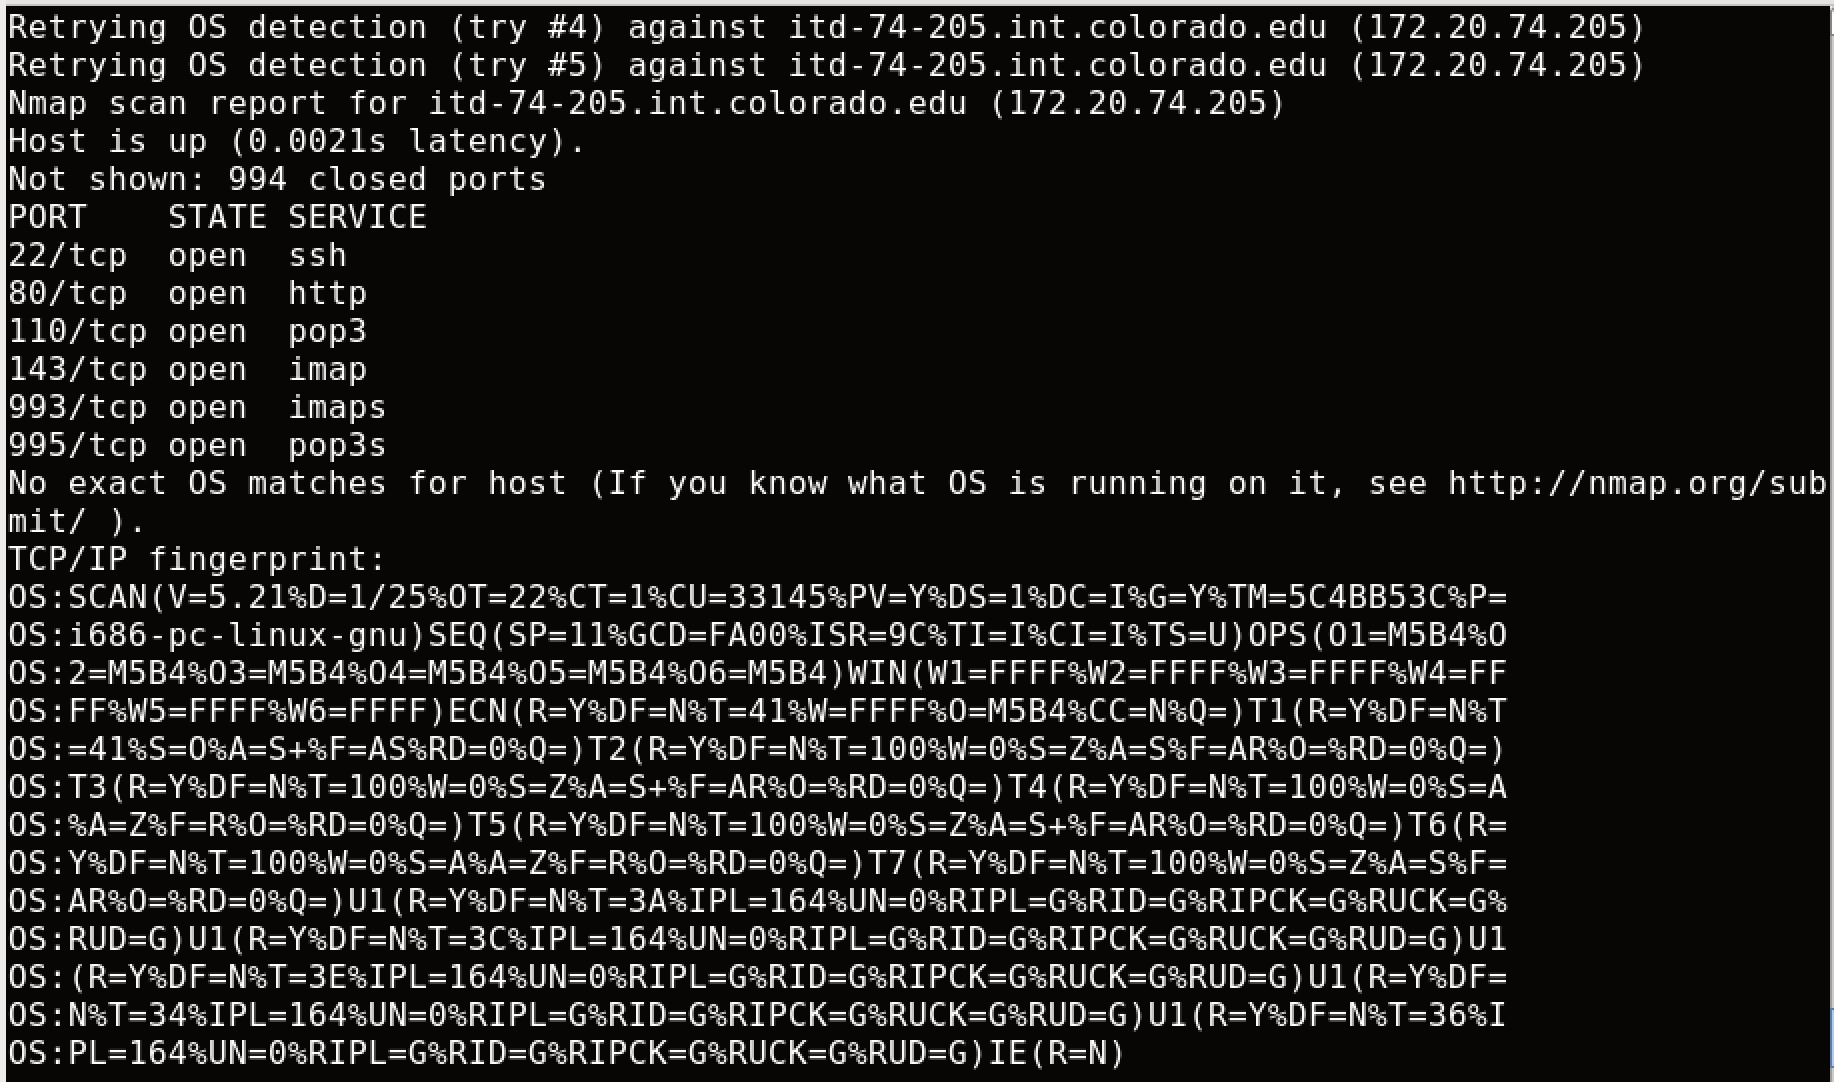 Retrying OS detection (try #4) against itd-74-205.int.colorado.edu (172.20.74.205)
Retrying OS detection (try #5) against itd-74-205.int.colorado.edu (172.20.74.205)
Nmap scan report for itd-74-205.int.colorado.edu (172.20.74.205)
Host is up (0.0021s latency).
Not shown: 994 closed ports
PORT    STATE SERVICE
22/tcp  open  ssh
80/tcp  open  http
110/tcp open  pop3
143/tcp open  imap
993/tcp open  imaps
995/tcp open  pop3s
No exact OS matches for host (If you know what OS is running on it, see http://nmap.org/sub
mit/ ).
TCP/IP fingerprint:
OS:SCAN(V=5.21%D=1/25%OT=22%CT=1%CU=33145%PV=Y%DS=1%DC=I%G=Y%TM=5C4BB53C%P=
OS:i686-pc-linux-gnu)SEQ(SP=11%GCD=FA00%ISR=9C%TI=I%CI=I%TS=U)OPS(O1=M5B4%O
OS:2=M5B4%O3=M5B4%O4=M5B4%O5=M5B4%O6=M5B4)WIN(W1=FFFF%W2=FFFF%W3=FFFF%W4=FF
OS:FF%W5=FFFF%W6=FFFF)ECN(R=Y%DF=N%T=41%W=FFFF%O=M5B4%CC=N%Q=)T1(R=Y%DF=N%T
OS:=41%S=O%A=S+%F=AS%RD=0%Q=)T2(R=Y%DF=N%T=100%W=0%S=Z%A=S%F=AR%O=%RD=0%Q=)
OS:T3(R=Y%DF=N%T=100%W=0%S=Z%A=S+%F=AR%O=%RD=0%Q=)T4(R=Y%DF=N%T=100%W=0%S=A
OS:%A=Z%F=R%O=%RD=0%Q=)T5(R=Y%DF=N%T=100%W=0%S=Z%A=S+%F=AR%O=%RD=0%Q=)T6(R=
OS:Y%DF=N%T=100%W=0%S=A%A=Z%F=R%O=%RD=0%Q=)T7(R=Y%DF=N%T=100%W=0%S=Z%A=S%F=
OS:AR%O=%RD=0%Q=)U1(R=Y%DF=N%T=3A%IPL=164%UN=0%RIPL=G%RID=G%RIPCK=G%RUCK=G%
OS:RUD=G)U1(R=Y%DF=N%T=3C%IPL=164%UN=0%RIPL=G%RID=G%RIPCK=G%RUCK=G%RUD=G)U1
OS:(R=Y%DF=N%T=3E%IPL=164%UN=0%RIPL=G%RID=G%RIPCK=G%RUCK=G%RUD=G)U1(R=Y%DF=
OS:N%T=34%IPL=164%UN=0%RIPL=G%RID=G%RIPCK=G%RUCK=G%RUD=G)U1(R=Y%DF=N%T=36%I
OS:PL=164%UN=0%RIPL=G%RID=G%RIPCK=G%RUCK=G%RUD=G)IE(R=N)